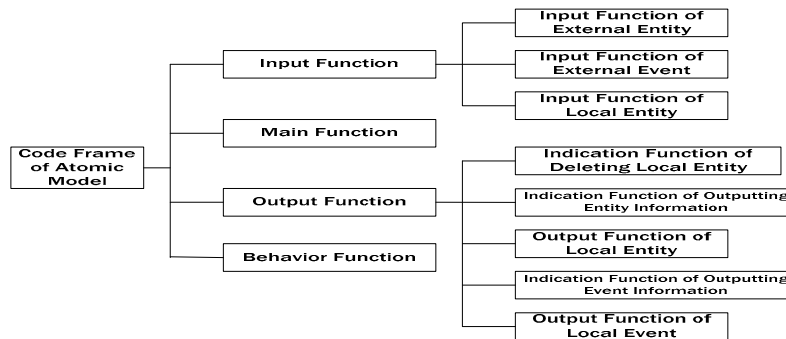 Code Frame
of Atomic
Model
Input Function
Main Function
Output Function
Behavior Function
Input Function of
External Entity
Input Function of
External Event
Input Function of
Local Entity
Indication Function of
Deleting Local Entity
Indication Function of Outputting
Entity Information
Output Function of
Local Entity
Indication Function of Outputting
Event Information
Output Function of
Local Event